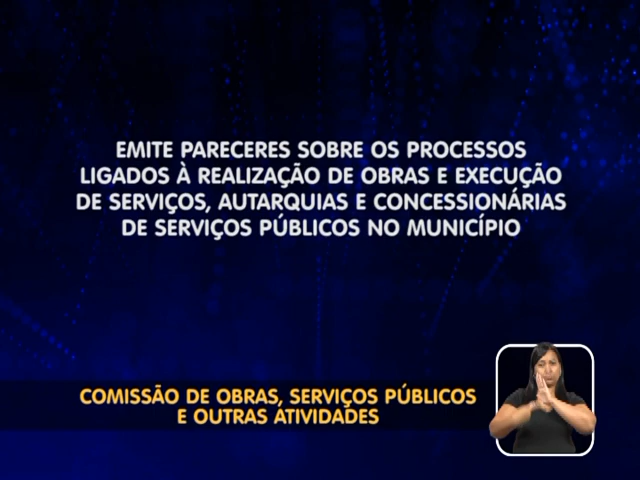 EMITE PARECERES SOBRE OS PROCESSOS
LIGADOS À REALIZAÇÃO DE OBRAS E EXECUÇÃO
DE SERVIÇOS, AUTARQUIAS E CONCESSIONÁRIAS
DE SERVIÇOS PÚBLICOS NO MUNICÍPIO
COMISSÃO DE OBRAS, SERVIÇOS PÚBLICOS
E OUTRAS ATIVIDADES